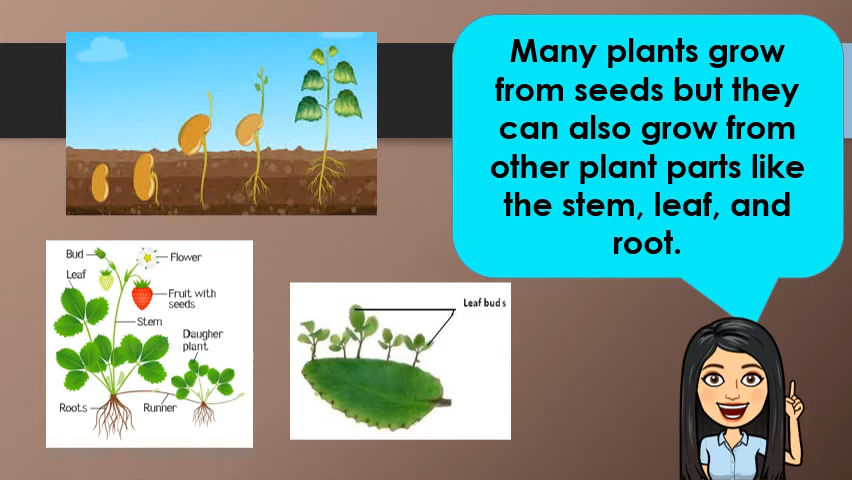 Many plants grow
from seeds but they
can also grow from
other plant parts like
the stem, leaf, and
root.
Bud
Flower
Leaf
Fruit with
seeds
Stem
Daugher
plant
Roots
Runner
Leaf buds